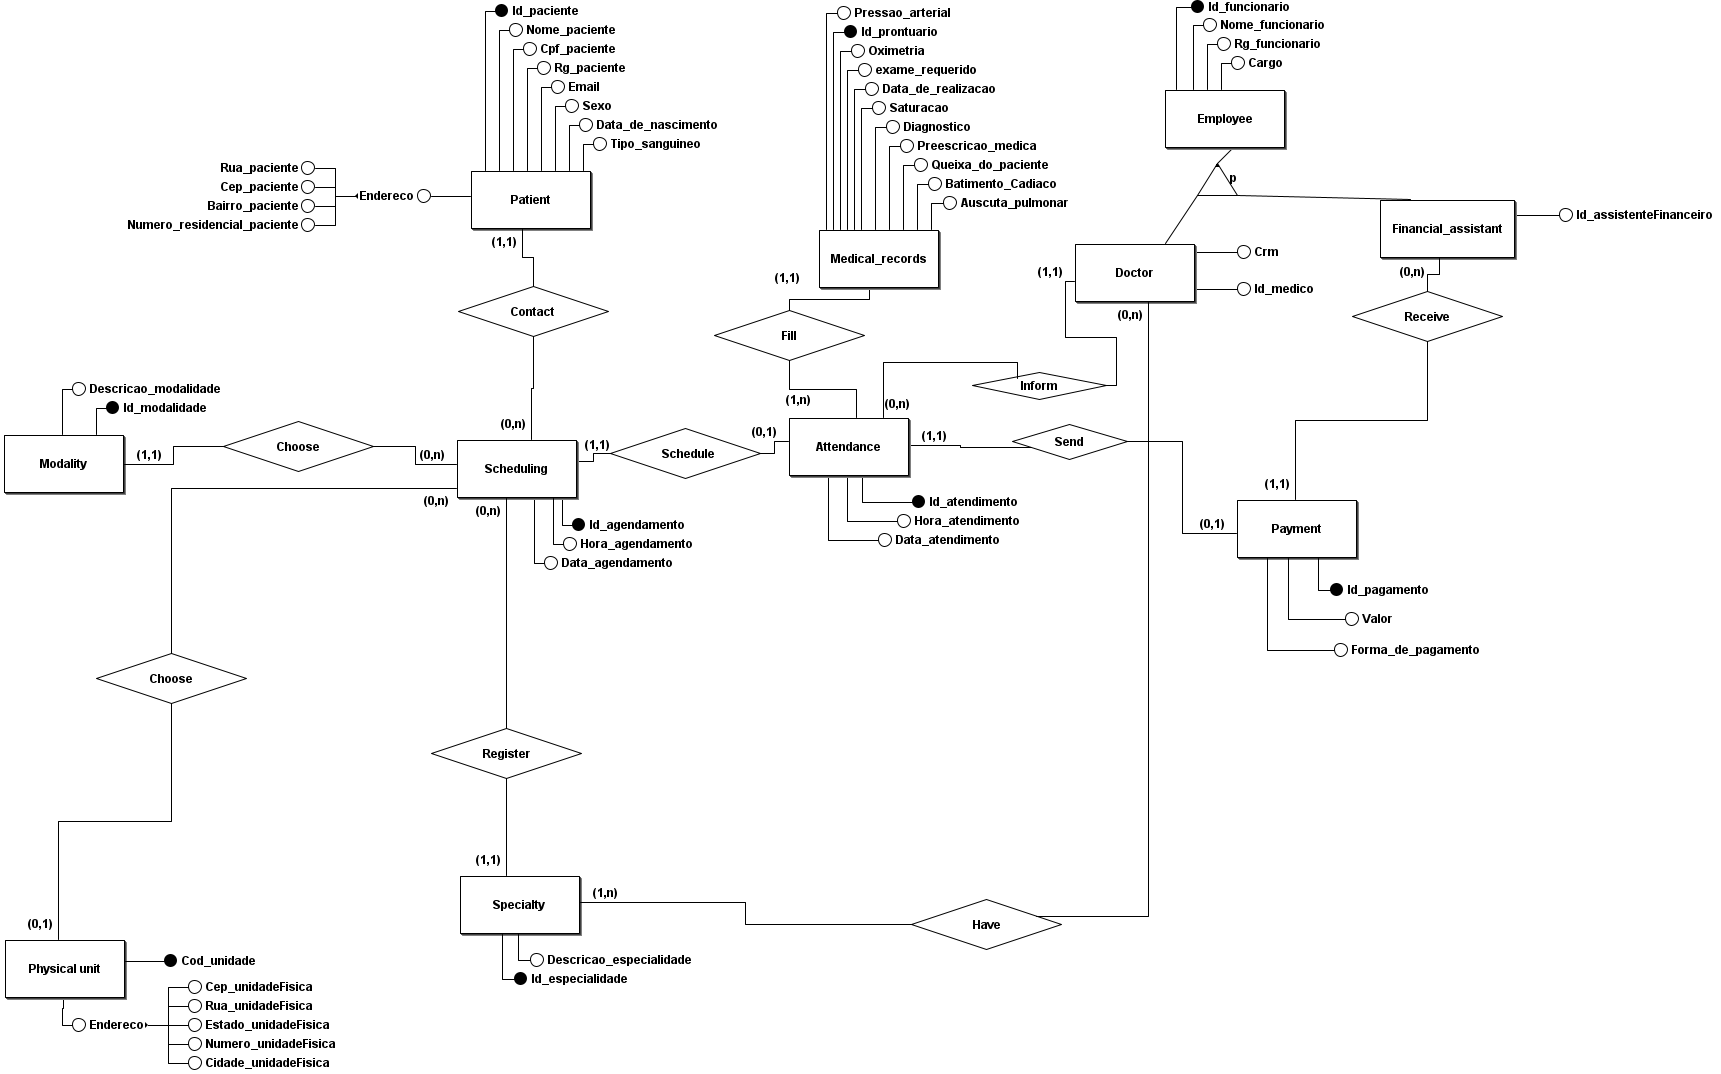 Id_paciente
Nome_paciente
Cpf_paciente
Rg_paciente
Email
Sexo
Data_de_nascimento
Tipo_sanguineo
Rua_paciente
Cep_paciente
Bairro_paciente
Numero_residencial_paciente
Endereco
Patient
(1,1)
Contact
(0,n)
Pressao_arterial
Id_prontuario
Oximetria
exame_requerido
Data_de_realizacao
Saturacao
Diagnostico
Preescricao_medica
Queixa_do_paciente
Batimento_Cadiaco
Auscuta_pulmonar
Medical_records
(1,1)
Fill
(1,n)
Id_funcionario
Nome_funcionario
Rg_funcionario
Cargo
Employee
p
Financial_assistant
Id_assistenteFinanceiro
(0,n)
Receive
(1,1)
Doctor
Crm
Id_medico
(1,1)
(0,n)
Inform
(0,n)
Descricao_modalidade
Id_modalidade
Modality
(1,1)
Choose
(0,n)
Scheduling
(1,1)
Schedule
(0,1)
Attendance
(1,1)
Send
(0,1)
Payment
(0,n)
(0,n)
Id_agendamento
Hora_agendamento
Data_agendamento
Id_atendimento
Hora_atendimento
Data_atendimento
Id_pagamento
Valor
Forma_de_pagamento
Choose
(0,1)
Register
(1,1)
Specialty
(1,n)
Have
Descricao_especialidade
Id_especialidade
Physical unit
Cod_unidade
Endereco
Cep_unidadeFisica
Rua_unidadeFisica
Estado_unidadeFisica
Numero_unidadeFisica
Cidade_unidadeFisica